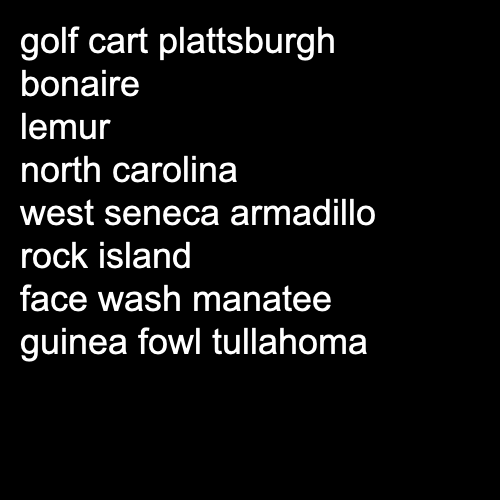 golf cart plattsburgh
bonaire
lemur
north carolina
west seneca armadillo
rock island
face wash manatee
guinea fowl tullahoma